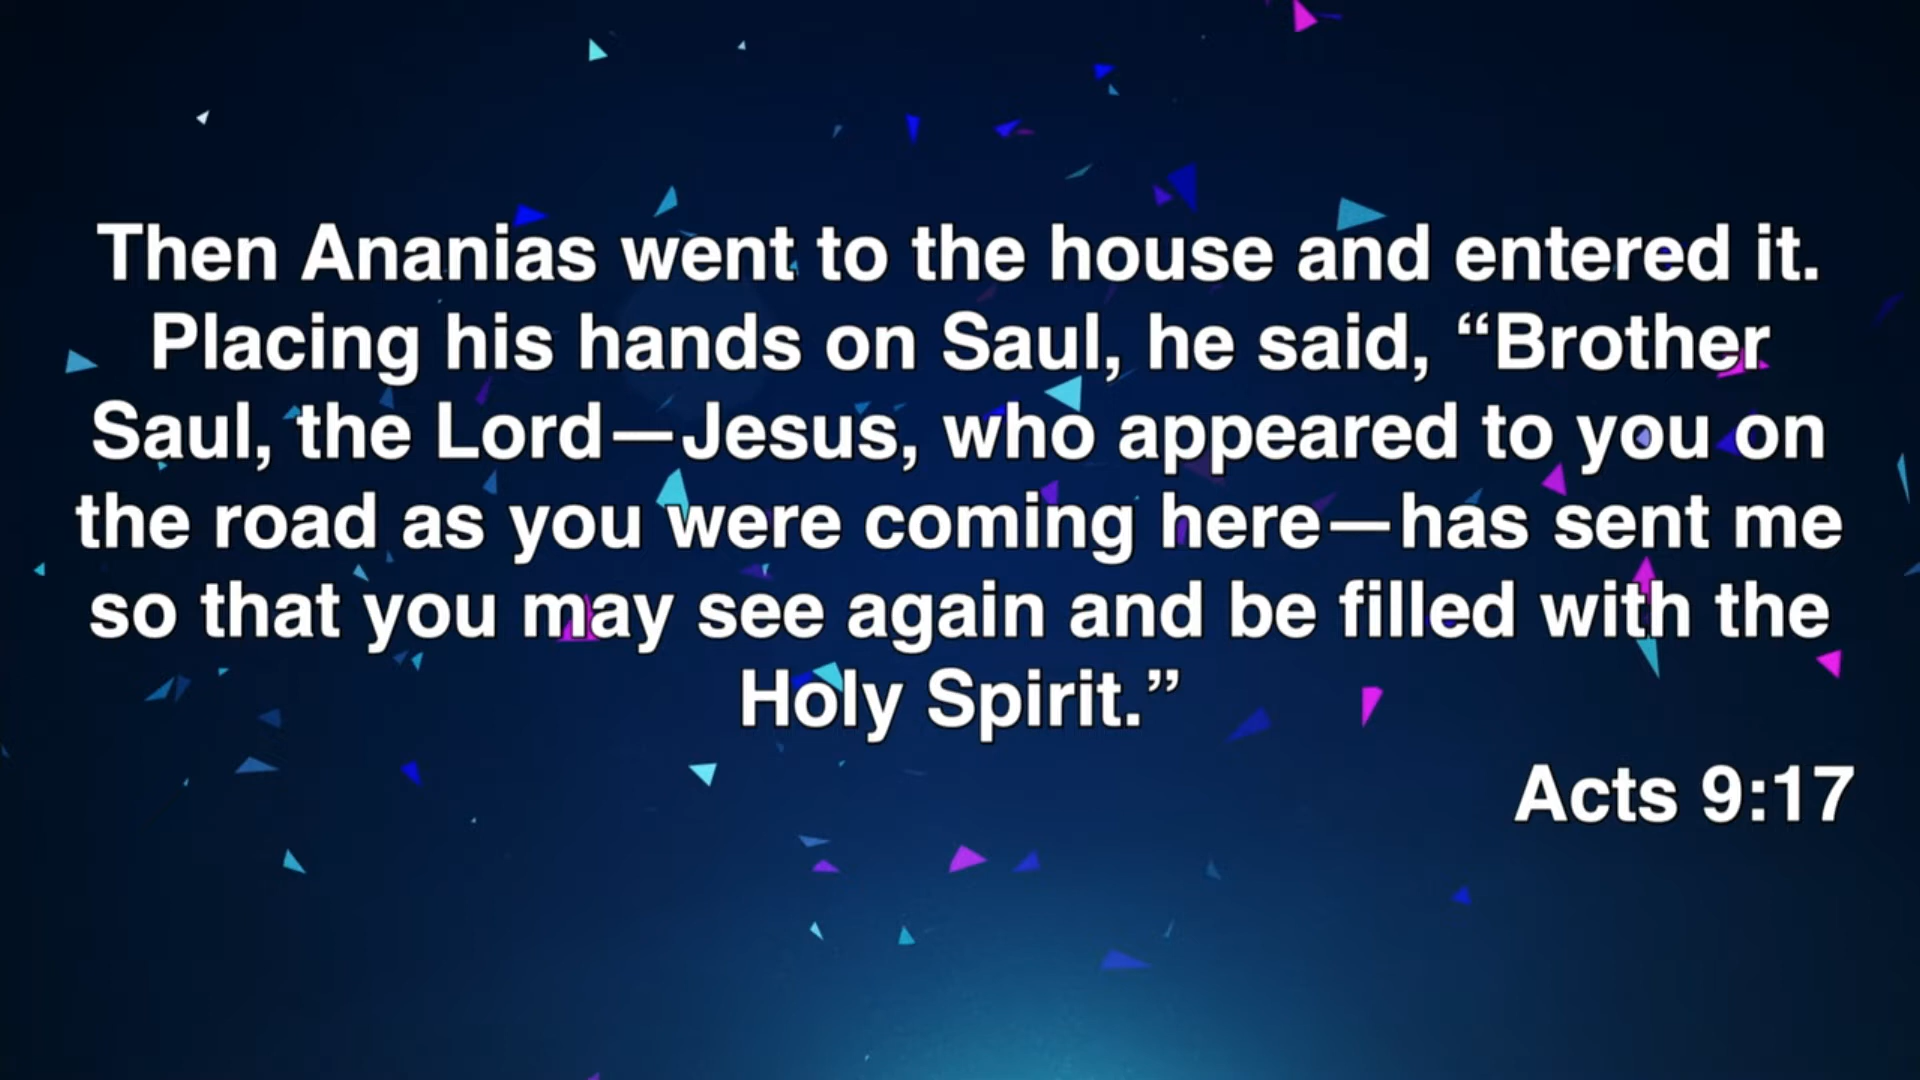 Then Ananias went to the house and entered it.
Placing his hands on Saul, he said, “Brother
Saul, the Lord—Jesus, who appeared to you on
the road as you were coming here—has sent me
so that you may see again and be filled with the
Holy Spirit.”
Acts 9:17